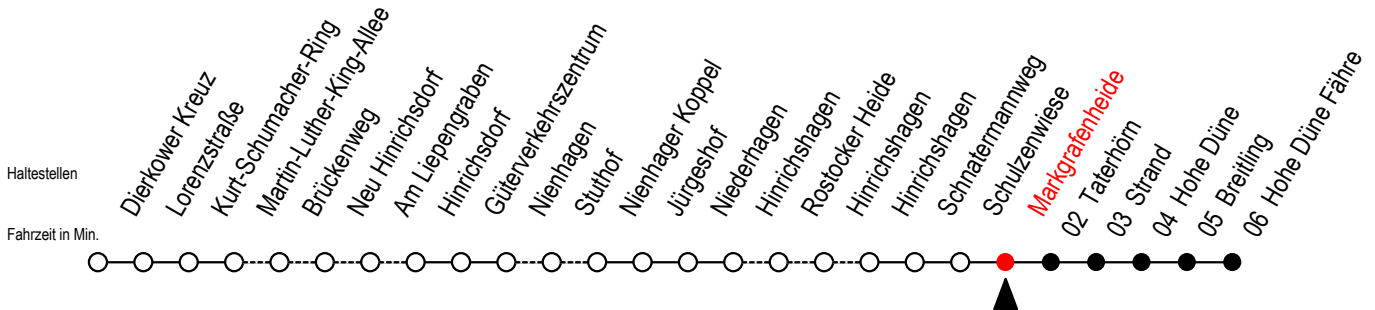 Haltestellen
Fahrzeit in Min.
Dierkower Kreuz
Lorenzstraße
Kurt-Schumacher-Ring
Martin-Luther-King-Allee
Brückenweg
Neu Hinrichsdorf
Am Liepengraben
Hinrichsdorf
Güterverkehrszentrum
Nienhagen
Stuthof
Nienhager Koppel
Jürgeshof
Niederhagen
Hinrichshagen
Rostocker Heide
Hinrichshagen
Hinrichshagen
Schnatermannweg
Schulzenwiese
Markgrafenheide
02 Taterhörn
03 Strand
04 Hohe Düne
05 Breitling
06 Hohe Düne Fähre